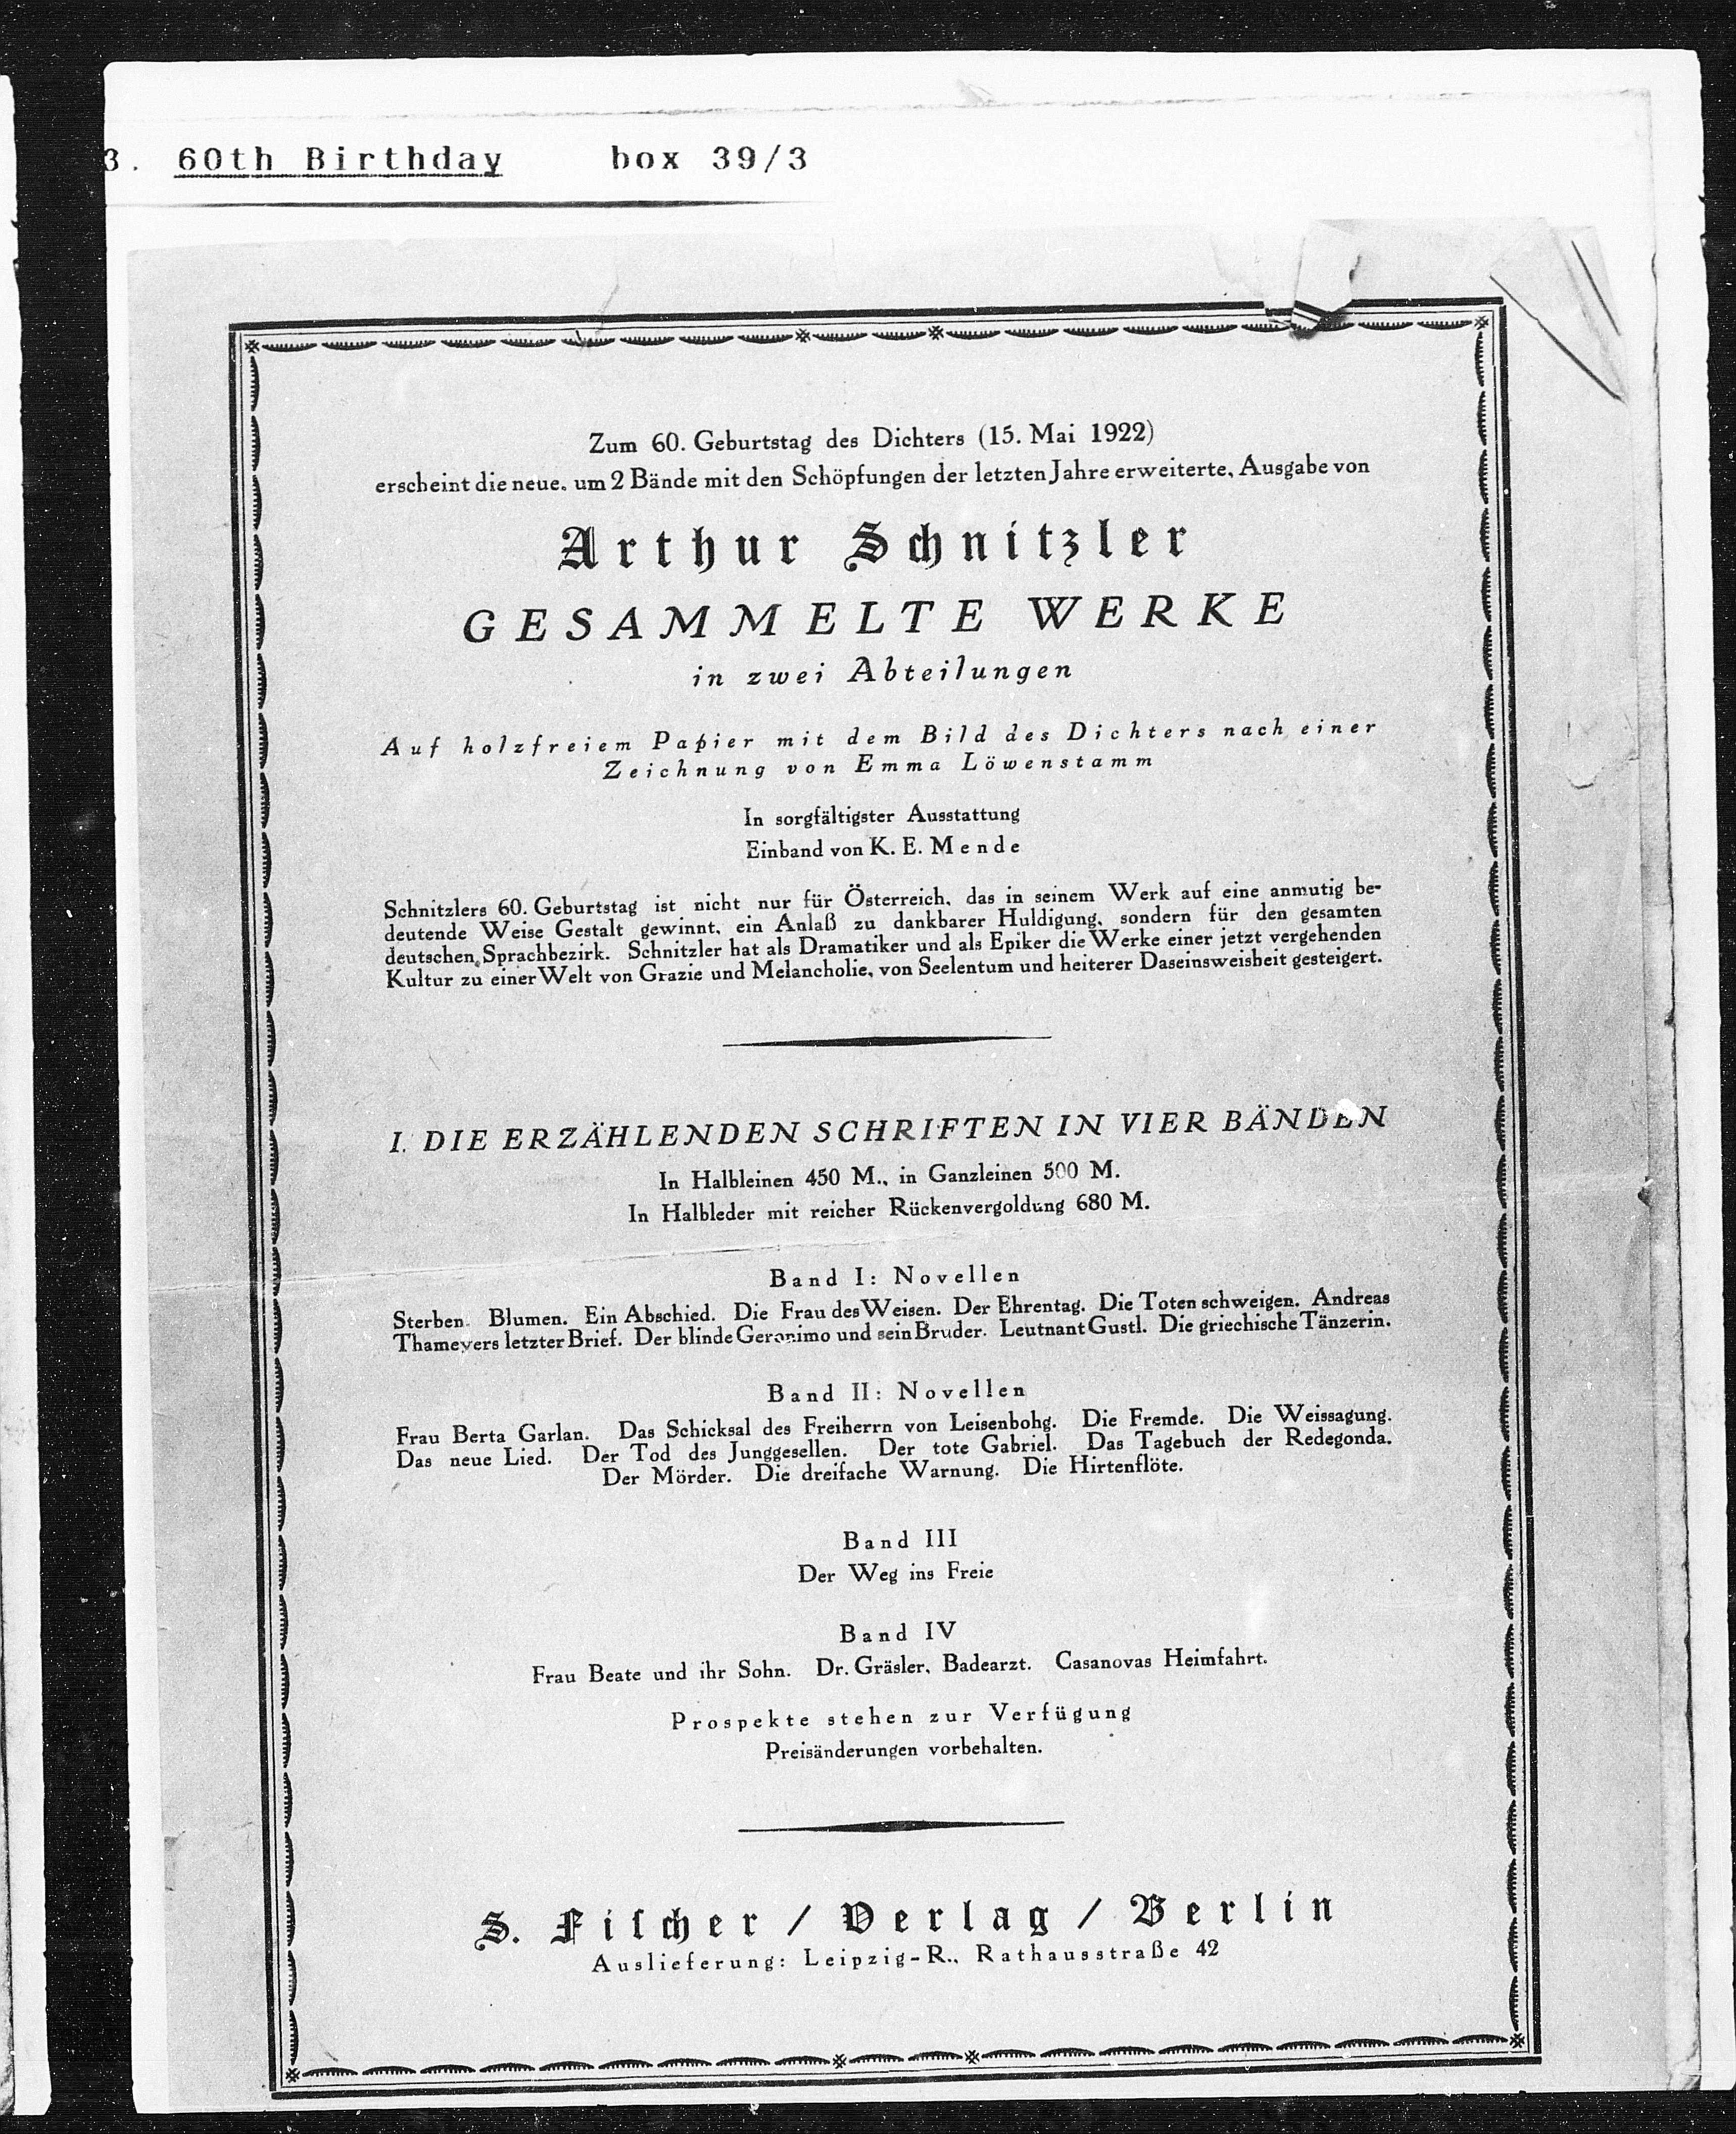 3. 60th Birthday box 39/3
Zum 60. Geburtstag des Dichters (15. Mai 1922)
erscheint die neue, um 2 Bände mit den Schöpfungen der letzten Jahre erweiterte, Ausgabe von
Arthur Schnitzler
GESAMMELTE WERKE
in zwei Abteilungen
Auf holzfreiem Papier mit dem Bild des Dichters nach einer
Zeichnung von Emma Löwenstamm
In sorgfältigster Ausstattung
Einband von K. E. Mende
Schnitzlers 60. Geburtstag ist nicht nur für Österreich, das in seinem Werk auf eine anmutig be-
deutende Weise Gestalt gewinnt, ein Anlaß zu dankbarer Huldigung, sondern für den gesamten
deutschen Sprachbezirk. Schnitzler hat als Dramatiker und als Epiker die Werke einer jetzt vergehenden
Kultur zu einer Welt von Grazie und Melancholie, von Seelentum und heiterer Daseinsweisheit gesteigert.
I. DIE ERZÄHLENDEN SCHRIFTEN IN VIER BÄNDEN
In Halbleinen 450 M., in Ganzleinen 500 M.
In Halbleder mit reicher Rückenvergoldung 680 M.
Band I: Novellen
Sterben. Blumen. Ein Abschied. Die Frau des Weisen. Der Ehrentag. Die Toten schweigen. Andreas
Thameyers letzter Brief. Der blinde Geronimo und sein Bruder. Leutnant Gustl. Die griechische Tänzerin.
Band II: Novellen
Frau Berta Garlan. Das Schicksal des Freiherrn von Leisenbohg. Die Fremde. Die Weissagung.
Das neue Lied. Der Tod des Junggesellen. Der tote Gabriel. Das Tagebuch der Redegonda.
Der Mörder. Die dreifache Warnung. Die Hirtenflöte.
Band III
Der Weg ins Freie
Band IV
Frau Beate und ihr Sohn. Dr. Gräsler, Badearzt. Casanovas Heimfahrt.
Prospekte stehen zur Verfügung
Preisänderungen vorbehalten.
S. Fiſcher / Verlag / Berlin
Auslieferung: Leipzig-R., Rathausstraße 42